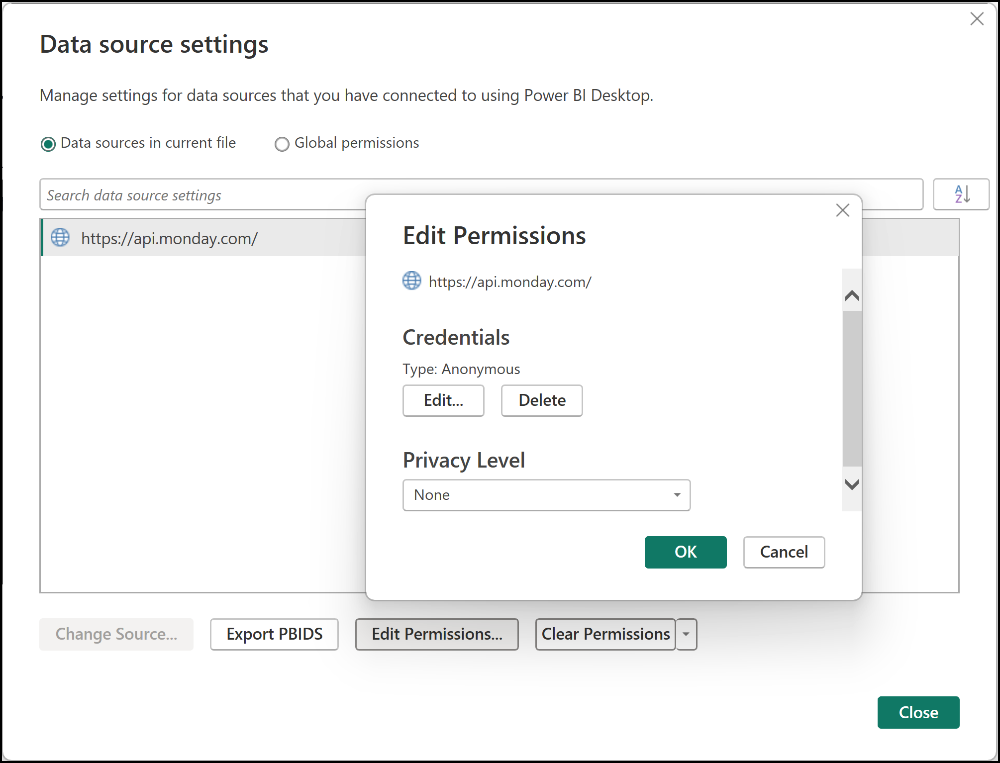 Data source settings
Manage settings for data sources that you have connected to using Power BI Desktop.
Data sources in current file Global permissions
Search data source settings
A
Z
https://api.monday.com/
Edit Permissions
https://api.monday.com/
Credentials
Type: Anonymous
Edit... Delete
Privacy Level
None
OK Cancel
Change Source... Export PBIDS Edit Permissions... Clear Permissions
Close